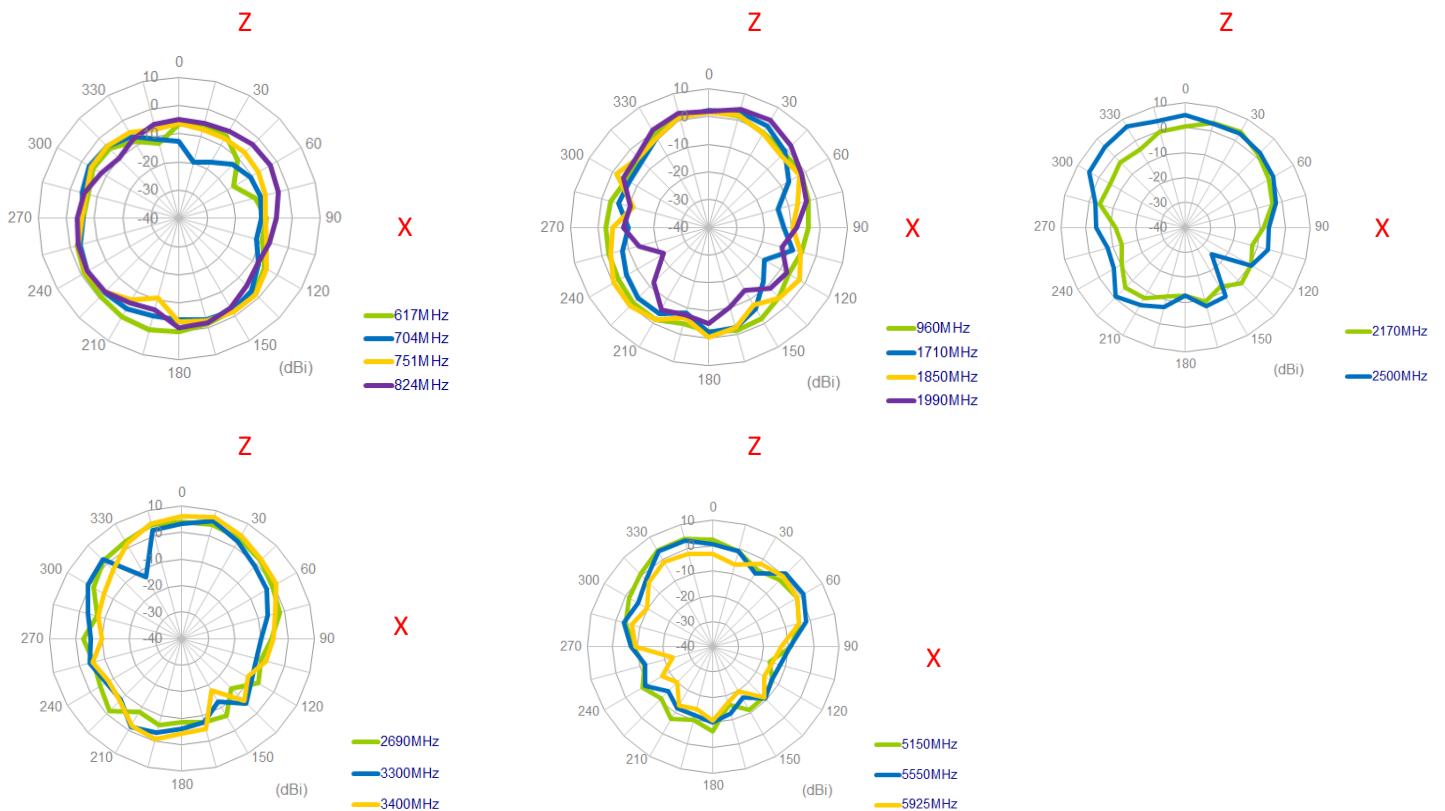 Z
0
30
60
90
120
150
180
210
240
270
300
330
10
0
-10
-20
-30
-40
X
(dBi)
617MHz
704MHz
751MHz
824MHz
Z
0
30
60
90
120
150
180
210
240
270
300
330
10
0
-10
-20
-30
-40
X
(dBi)
960MHz
1710MHz
1850MHz
1990MHz
Z
0
30
60
90
120
150
180
210
240
270
300
330
10
0
-10
-20
-30
-40
X
(dBi)
2170MHz
2500MHz
Z
0
30
60
90
120
150
180
210
240
270
300
330
10
0
-10
-20
-30
-40
X
(dBi)
2690MHz
3300MHz
3400MHz
Z
0
30
60
90
120
150
180
210
240
270
300
330
10
0
-10
-20
-30
-40
X
(dBi)
5150MHz
5550MHz
5925MHz